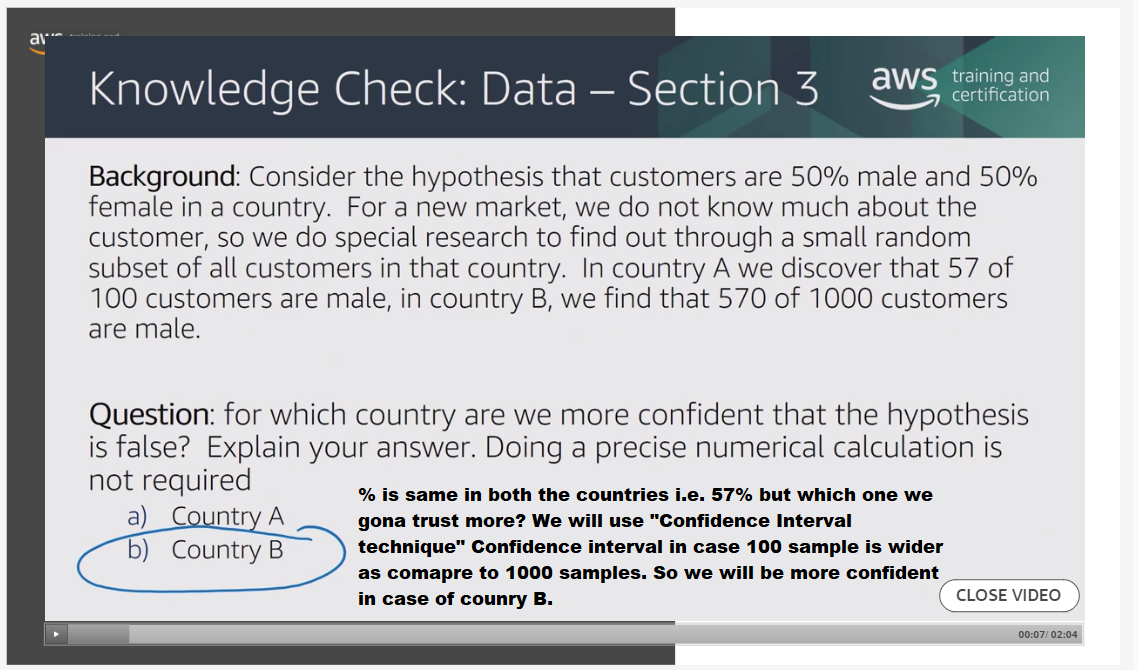 aws
Knowledge Check: Data – Section 3
aws training and
certification
Background: Consider the hypothesis that customers are 50% male and 50%
female in a country. For a new market, we do not know much about the
customer, so we do special research to find out through a small random
subset of all customers in that country. In country A we discover that 57 of
100 customers are male, in country B, we find that 570 of 1000 customers
are male.
Question: for which country are we more confident that the hypothesis
is false? Explain your answer. Doing a precise numerical calculation is
not required
a) Country A
b) Country B
% is same in both the countries i.e. 57% but which one we
gona trust more? We will use "Confidence Interval
technique" Confidence interval in case 100 sample is wider
as comapre to 1000 samples. So we will be more confident
in case of counry B.
CLOSE VIDEO
00:07/ 02:04